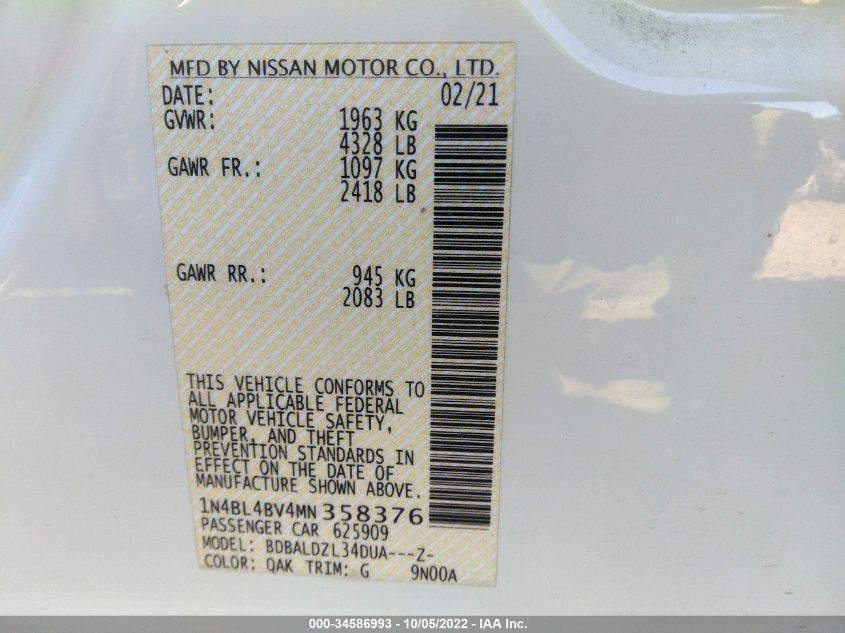 MFD BY NISSAN MOTOR CO., LTD.
DATE: 02/21
GVWR: 1963 KG
4328 LB
GAWR FR.: 1097 KG
2418 LB
GAWR RR.: 945 KG
2083 LB
THIS VEHICLE CONFORMS TO
ALL APPLICABLE FEDERAL
MOTOR VEHICLE SAFETY,
BUMPER, AND THEFT
PREVENTION STANDARDS IN
EFFECT ON THE DATE OF
MANUFACTURE SHOWN ABOVE.
1N4BL4BV4MN358376
PASSENGER CAR 625909
MODEL: BDBALDZL34DUA---Z-
COLOR: QAK TRIM: G 9N00A
000-34586993 - 10/05/2022 - IAA Inc.